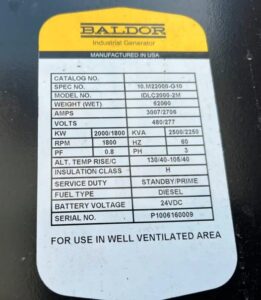 BALDOR
Industrial Generator
MANUFACTURED IN USA
CATALOG NO.
SPEC NO. 10.M22000-G10
MODEL NO. IDLC2000-2M
WEIGHT (WET) 52090
AMPS 3007/2706
VOLTS 480/277
KW 2000/1800 KVA 2500/2250
RPM 1800 HZ 60
PF 0.8 PH 3
ALT. TEMP RISE/C 130/40-105/40
INSULATION CLASS H
SERVICE DUTY STANDBY/PRIME
FUEL TYPE DIESEL
BATTERY VOLTAGE 24VDC
SERIAL NO. P1006160009
FOR USE IN WELL VENTILATED AREA